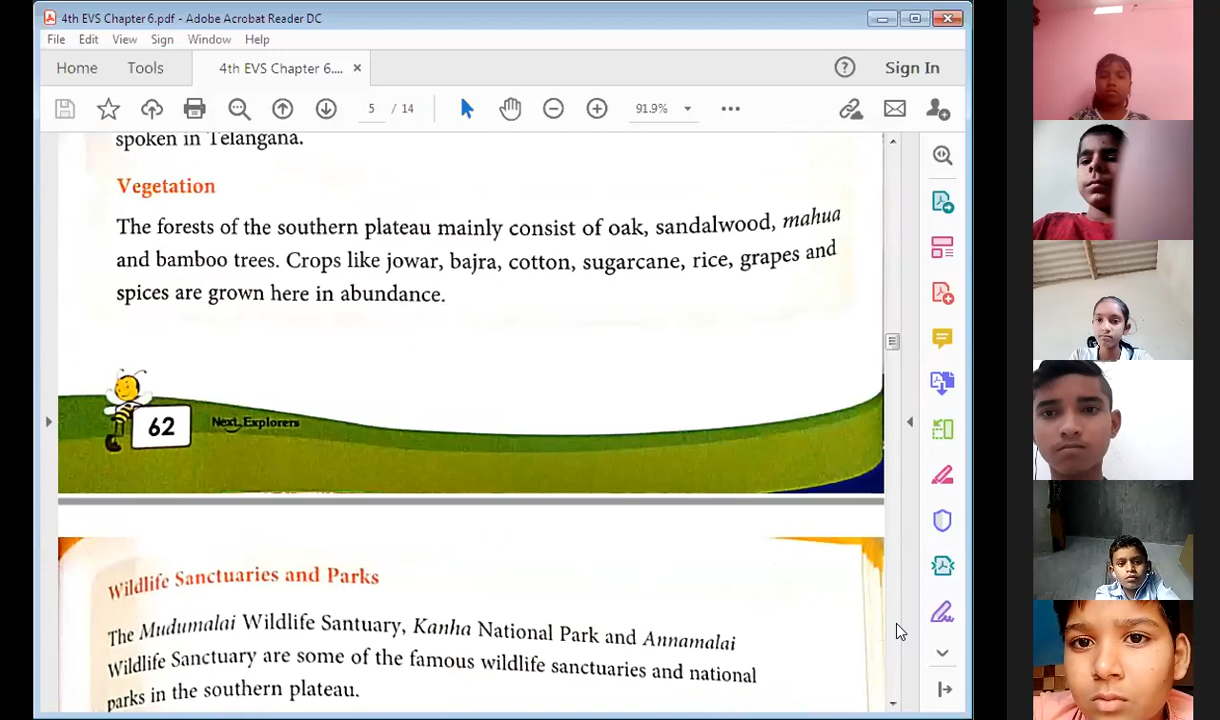 4th EVS Chapter 6.pdf - Adobe Acrobat Reader DC
File Edit View Sign Window Help
Home Tools 4th EVS Chapter 6.... × Sign In
5 / 14 91.9%
spoken in Telangana.
Vegetation
The forests of the southern plateau mainly consist of oak, sandalwood, mahua
and bamboo trees. Crops like jowar, bajra, cotton, sugarcane, rice, grapes and
spices are grown here in abundance.
62 Next Explorers
Wildlife Sanctuaries and Parks
The Mudumalai Wildlife Santuary, Kanha National Park and Annamalai
Wildlife Sanctuary are some of the famous wildlife sanctuaries and national
parks in the southern plateau.